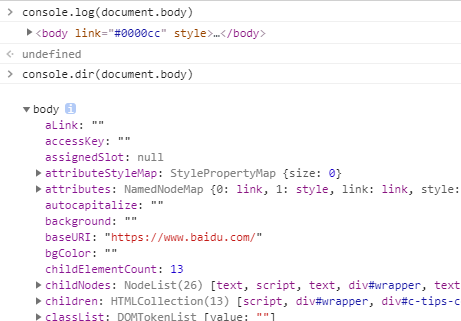 > console.log(document.body)
▶<body link="#0000cc" style>…</body>
undefined
> console.dir(document.body)
▼body i
aLink: ""
accessKey: ""
assignedSlot: null
▶attributeStyleMap: StylePropertyMap {size: 0}
▶attributes: NamedNodeMap {0: link, 1: style, link: link, style:
autocapitalize: ""
background: ""
baseURI: "https://www.baidu.com/"
bgColor: ""
childElementCount: 13
▶childNodes: NodeList(26) [text, script, text, div#wrapper, text
▶children: HTMLCollection(13) [script, div#wrapper, div#c-tips-c
▶classList: DOMTokenList [value: ""]